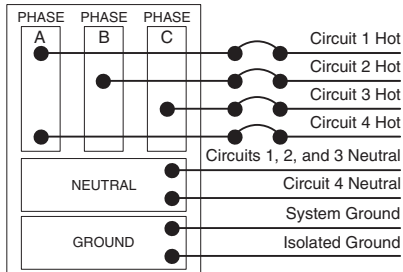 PHASE PHASE PHASE
A B C
Circuit 1 Hot
Circuit 2 Hot
Circuit 3 Hot
Circuit 4 Hot
Circuits 1, 2, and 3 Neutral
NEUTRAL
Circuit 4 Neutral
System Ground
GROUND
Isolated Ground